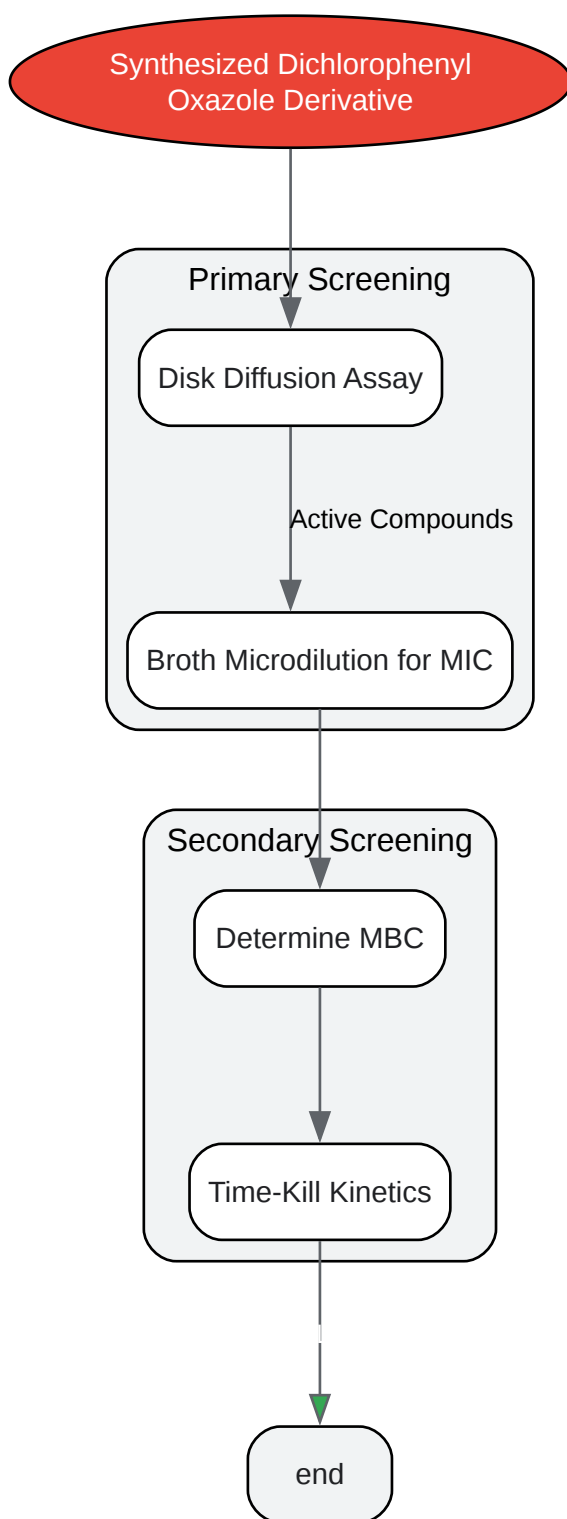 Synthesized Dichlorophenyl
Oxazole Derivative
Primary Screening
Disk Diffusion Assay
Active Compounds
Broth Microdilution for MIC
Secondary Screening
Determine MBC
Time-Kill Kinetics
end